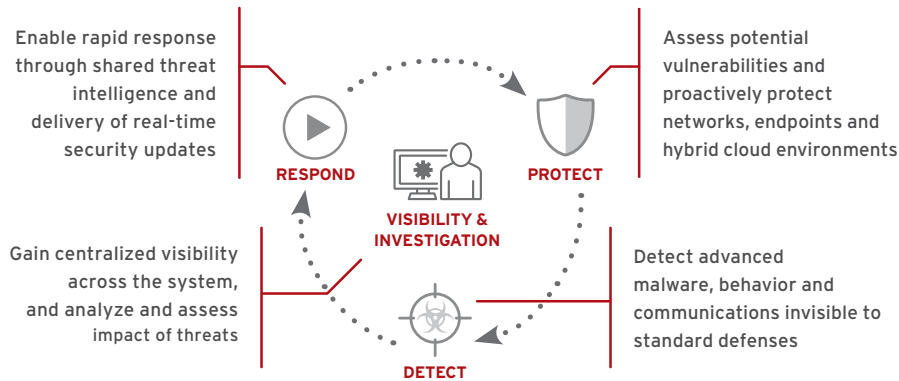 Enable rapid response
through shared threat
intelligence and
delivery of real-time
security updates
RESPOND
Assess potential
vulnerabilities and
proactively protect
networks, endpoints and
hybrid cloud environments
PROTECT
VISIBILITY &
INVESTIGATION
Gain centralized visibility
across the system,
and analyze and assess
impact of threats
Detect advanced
malware, behavior and
communications invisible to
standard defenses
DETECT